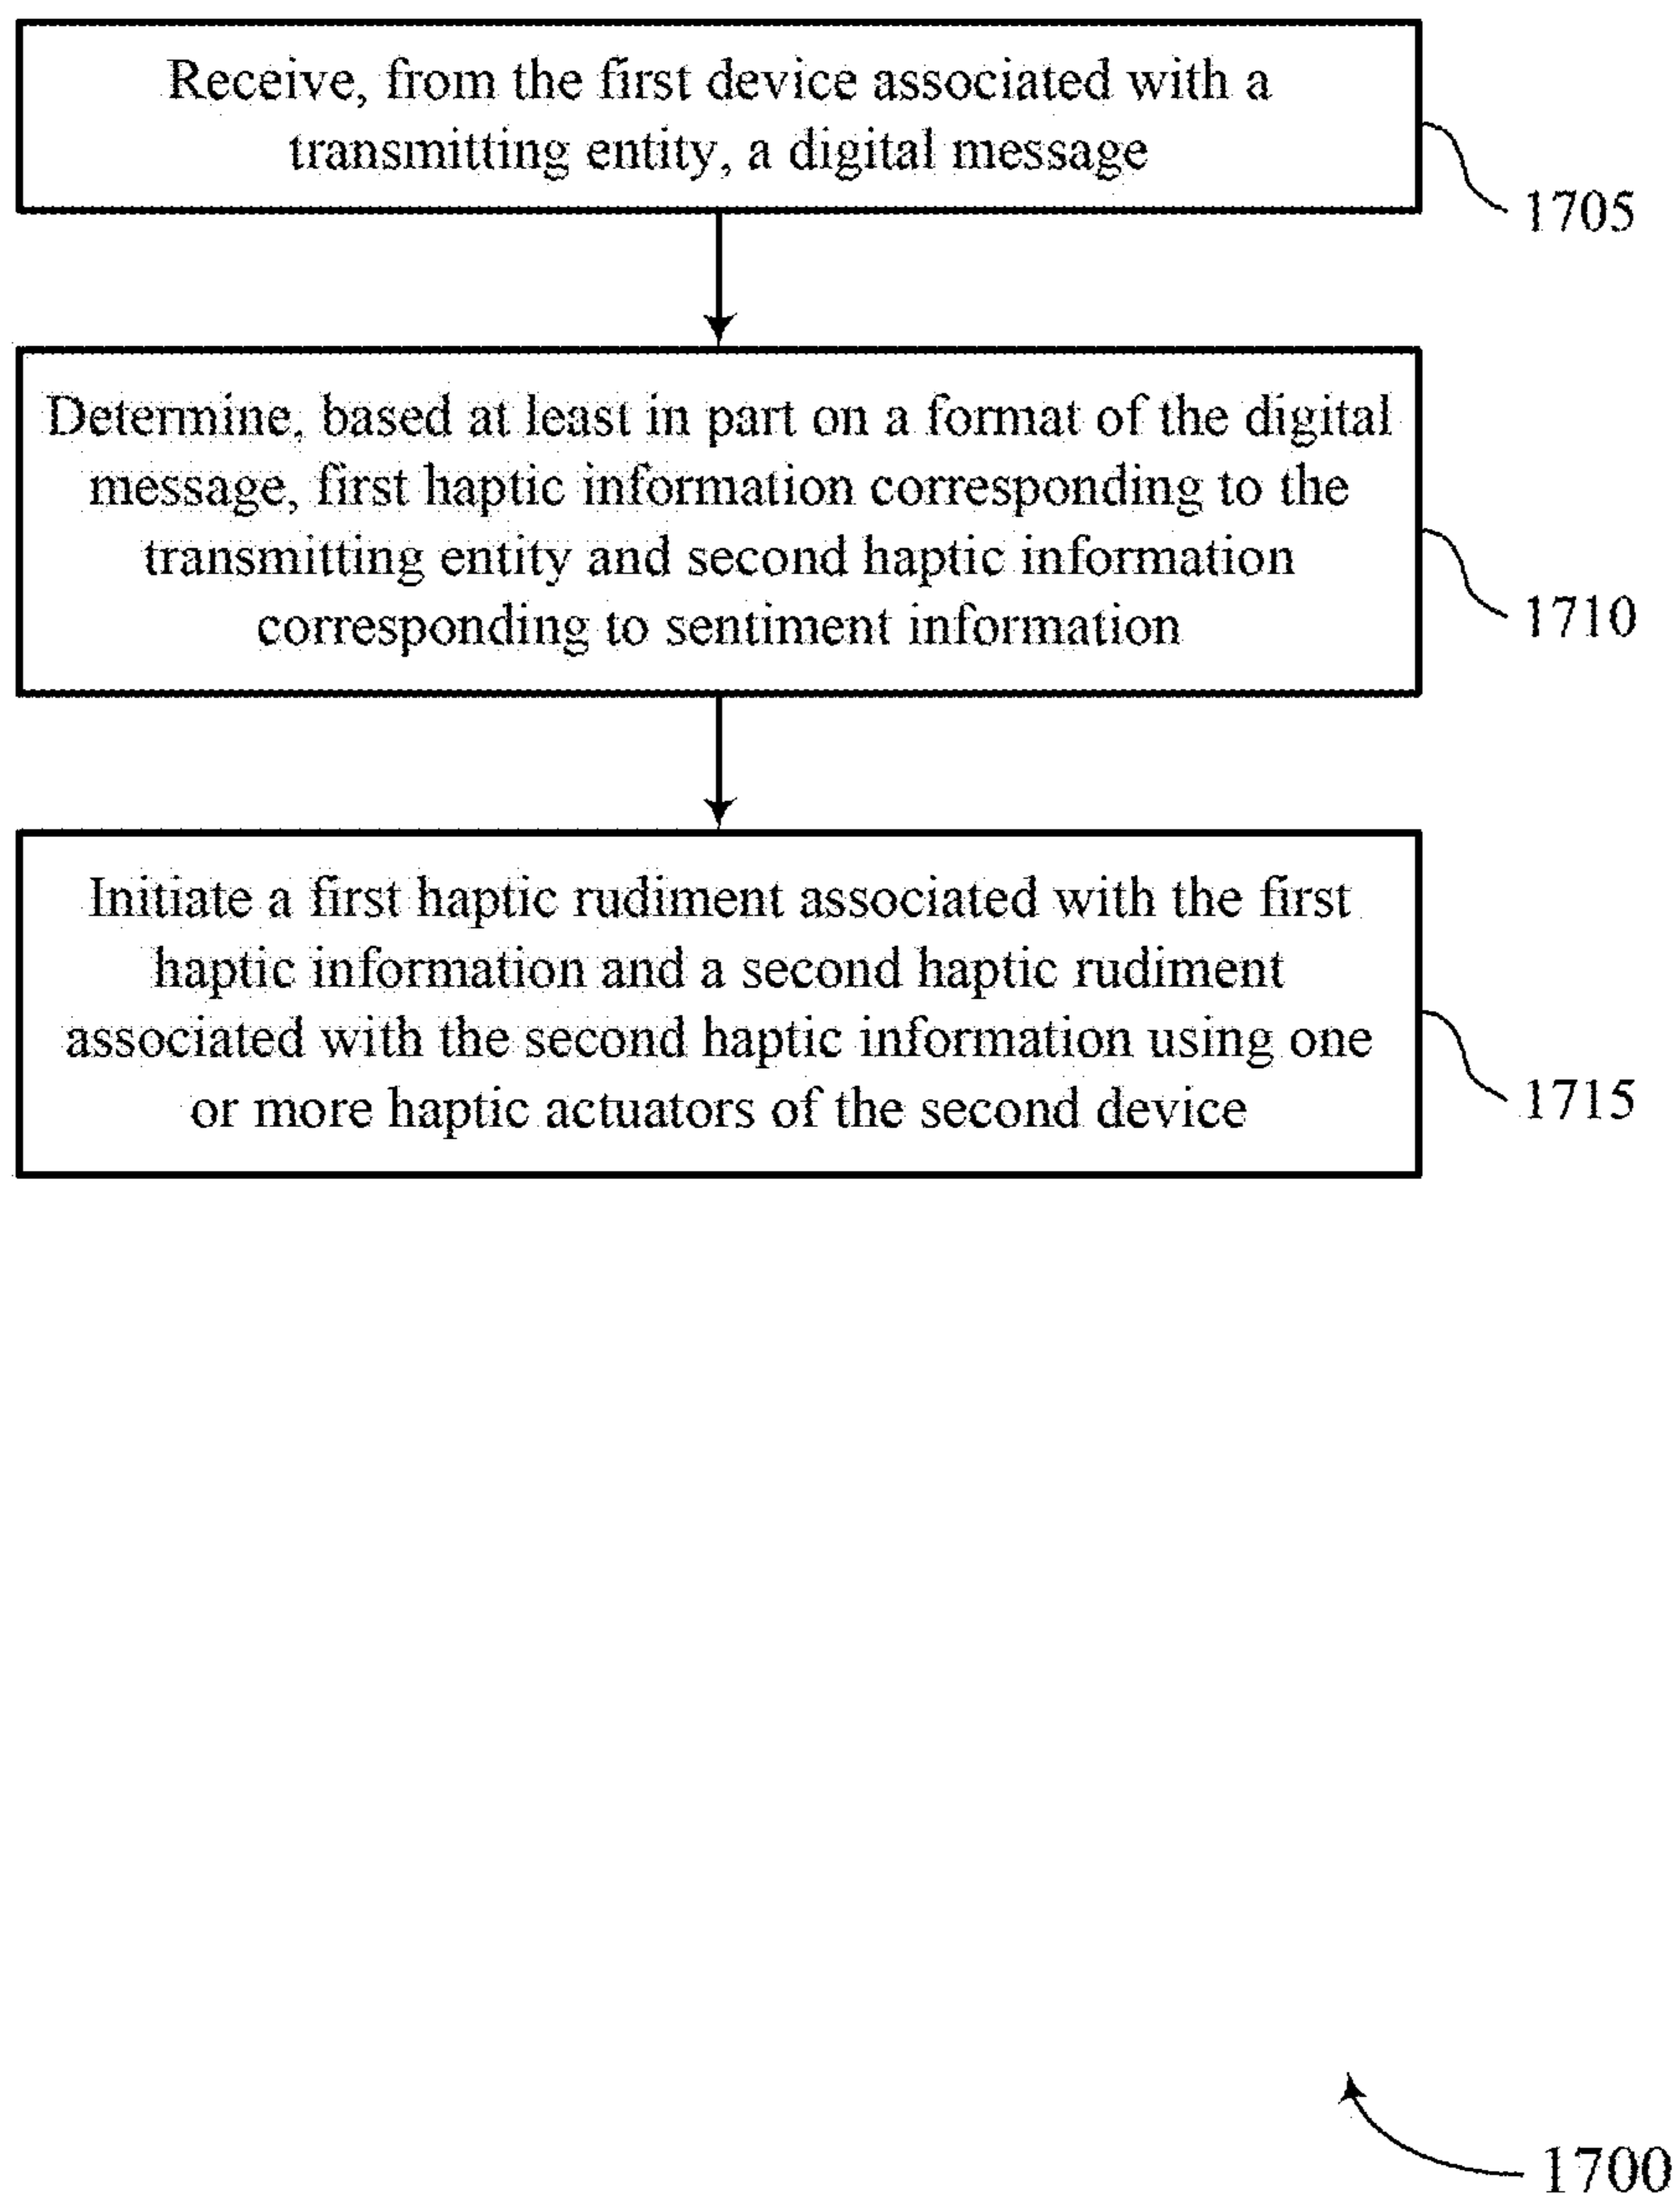 Receive, from the first device associated with a
transmitting entity, a digital message
1705
Determine, based at least in part on a format of the digital
message, first haptic information corresponding to the
transmitting entity and second haptic information
corresponding to sentiment information
1710
Initiate a first haptic rudiment associated with the first
haptic information and a second haptic rudiment
associated with the second haptic information using one
or more haptic actuators of the second device
1715
1700